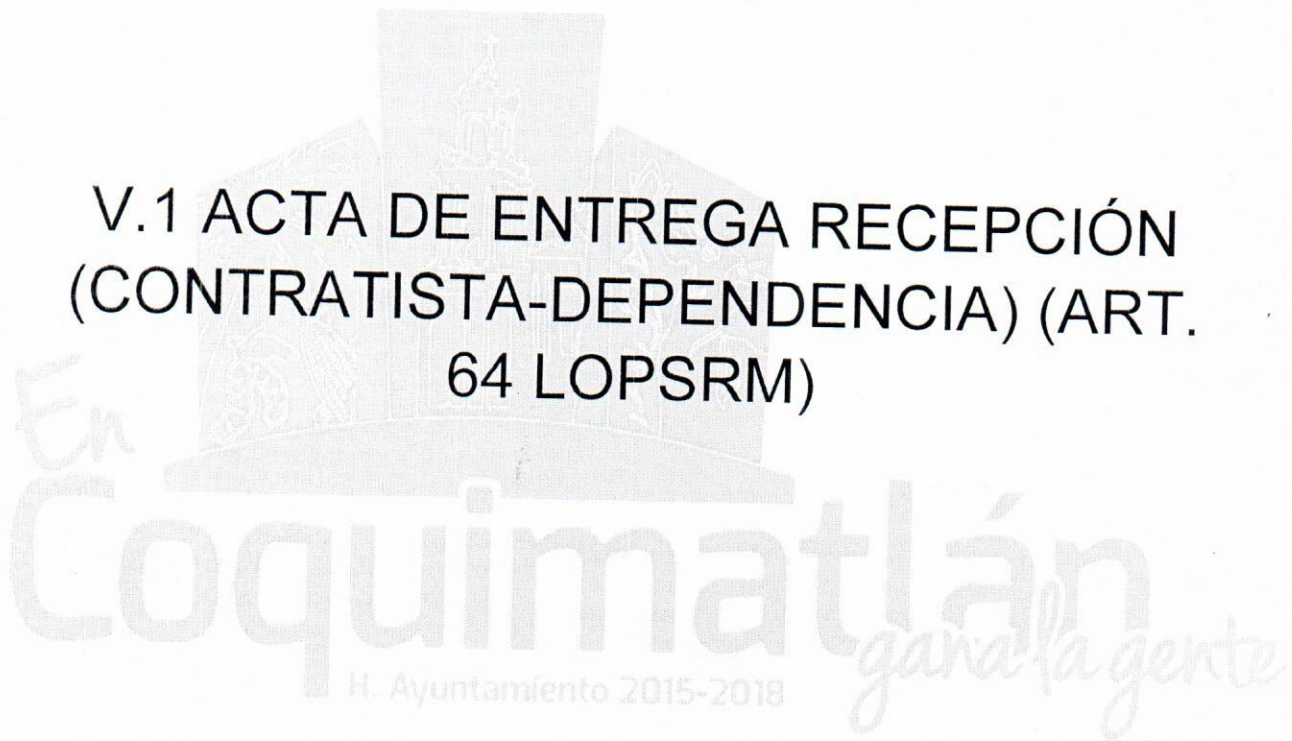 V.1 ACTA DE ENTREGA RECEPCIÓN
(CONTRATISTA-DEPENDENCIA) (ART.
64 LOPSRM)
En
Coquimatlán
gana la gente
H. Ayuntamiento 2015-2018